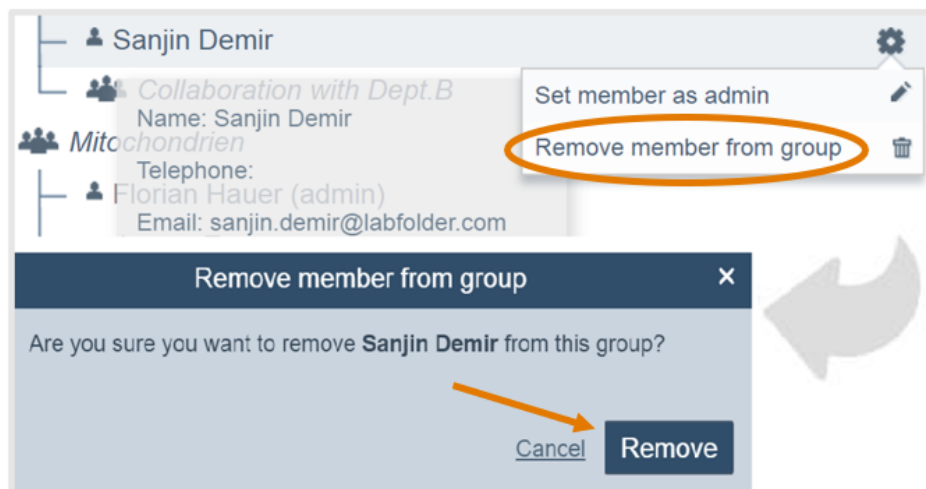 Sanjin Demir
Collaboration with Dept.B
Name: Sanjin Demir
Set member as admin
Mitochondrien
Remove member from group
Telephone:
Florian Hauer (admin)
Email: sanjin.demir@labfolder.com
Remove member from group
Are you sure you want to remove Sanjin Demir from this group?
Cancel
Remove